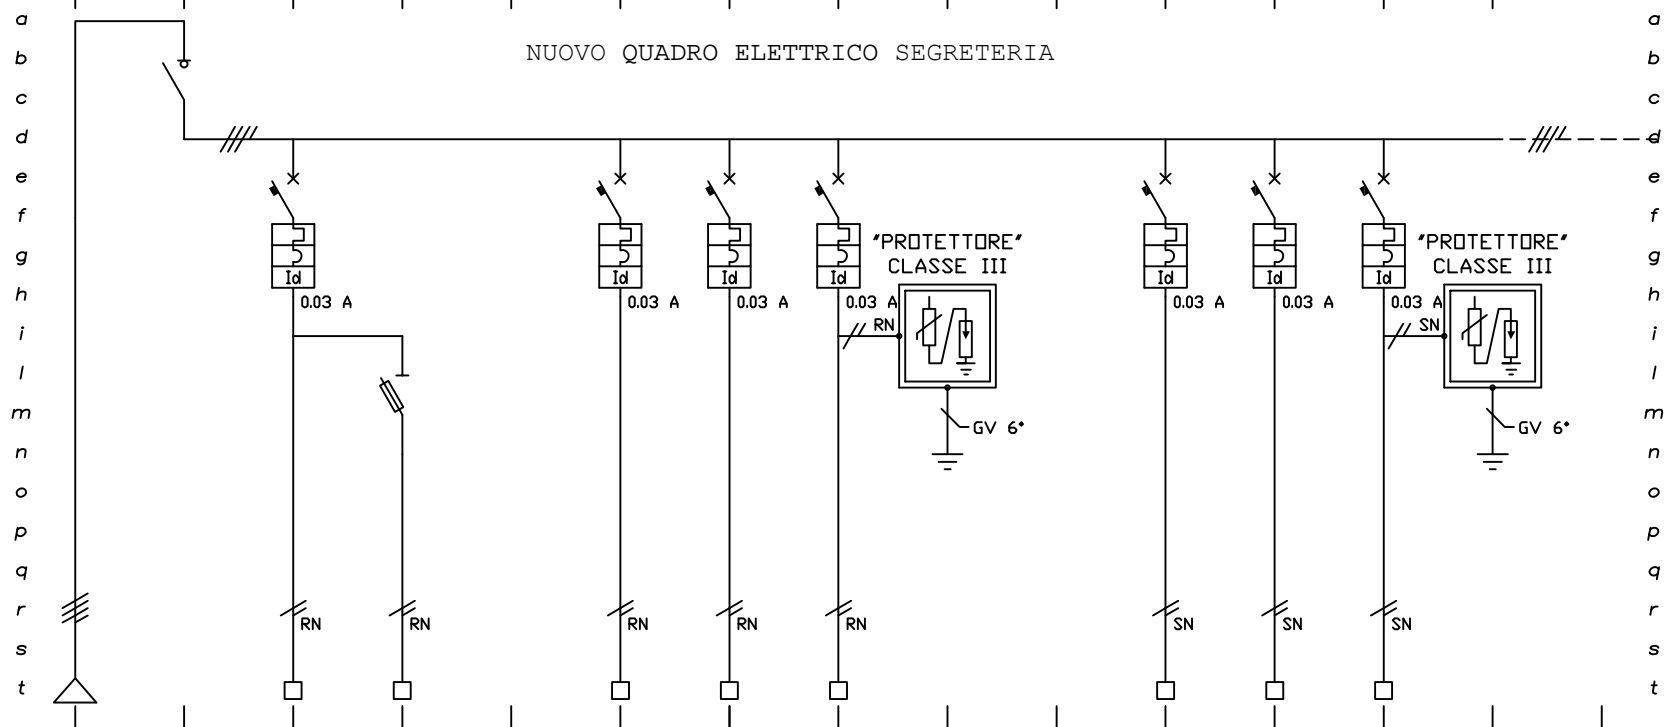 a a
NUOVO QUADRO ELETTRICO SEGRETERIA
b b
c c
d d
e e
f f
"PROTETTORE" "PROTETTORE"
g g
CLASSE III CLASSE III
Id Id Id Id Id Id Id
h h
0.03 A 0.03 A 0.03 A 0.03 A 0.03 A 0.03 A 0.03 A
RN SN
i i
l l
m m
GV 6° GV 6°
n n
o o
p p
q q
r r
RN RN RN RN RN SN SN SN
s s
t t